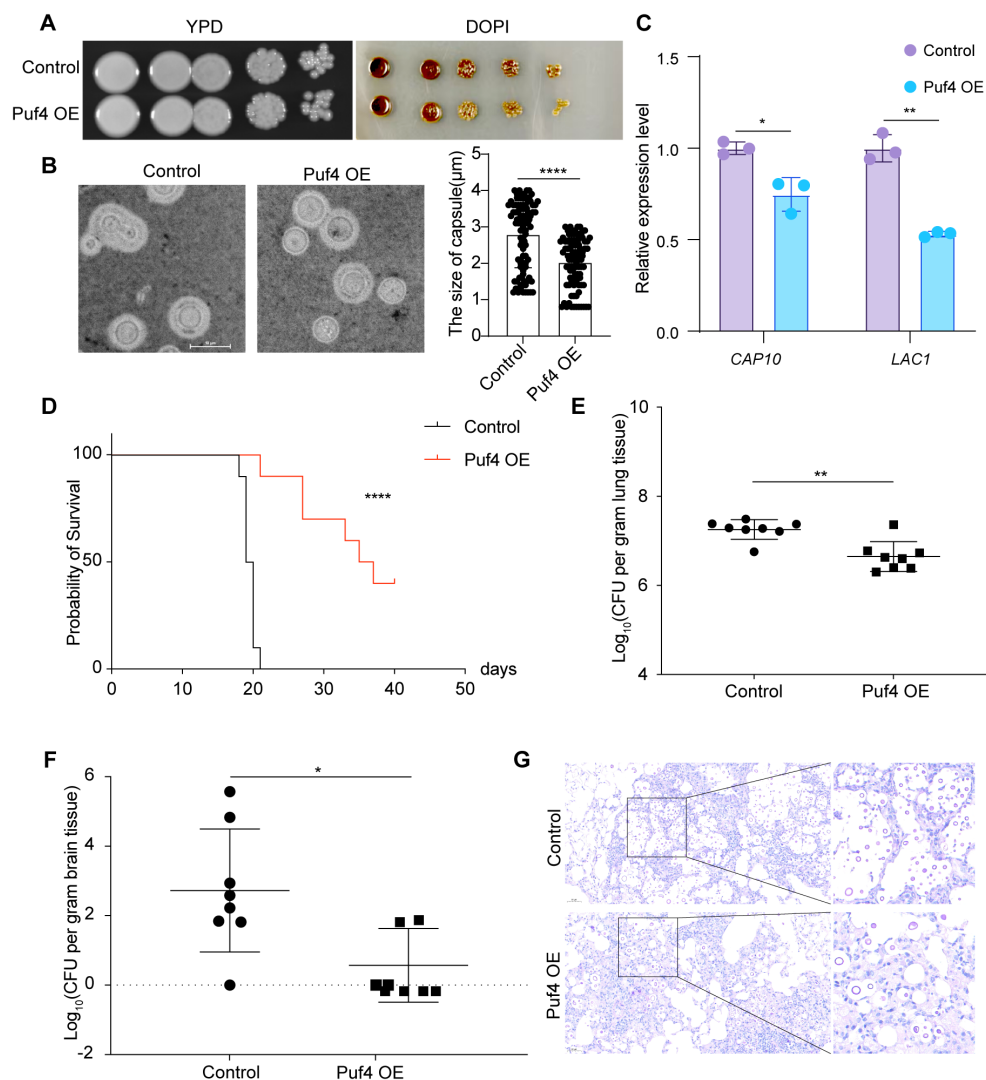 A
YPD
DOPI
Control
Puf4 OE
B
Control
Puf4 OE
The size of capsule(μm)
5
4
3
2
1
0
****
Control
Puf4 OE
C
Control
Puf4 OE
Relative expression level
1.5
1.0
0.5
0.0
*
**
CAP10
LAC1
D
Control
Puf4 OE
Probability of Survival
100
50
0
****
0
10
20
30
40
50
days
E
Log10(CFU per gram lung tissue)
10
8
6
4
**
Control
Puf4 OE
F
Log10(CFU per gram brain tissue)
6
4
2
0
-2
*
Control
Puf4 OE
G
Control
Puf4 OE